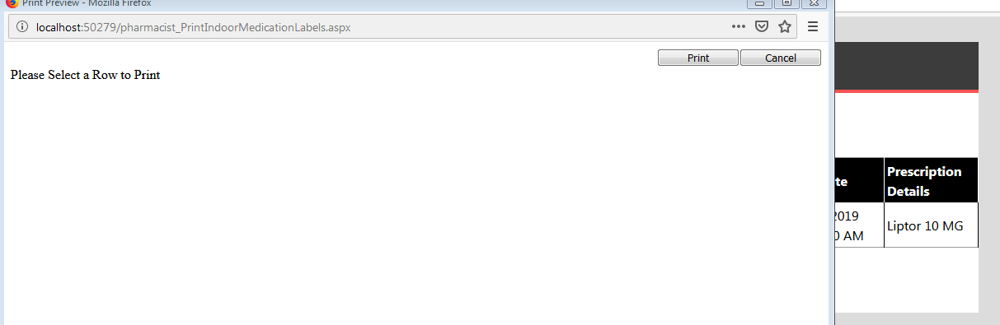 Print Preview - Mozilla Firefox
localhost:50279/pharmacist_PrintIndoorMedicationLabels.aspx
Print Cancel
Please Select a Row to Print
te Prescription
Details
2019
0 AM
Liptor 10 MG